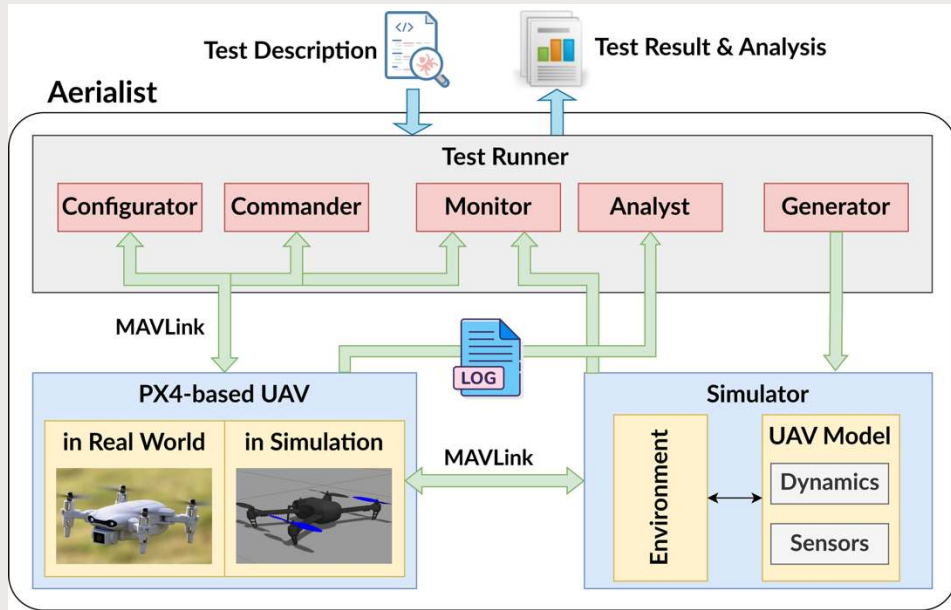 Test Description
</>
Test Result & Analysis
Aerialist
Test Runner
Configurator
Commander
Monitor
Analyst
Generator
MAVLink
LOG
PX4-based UAV
in Real World
in Simulation
MAVLink
Simulator
Environment
UAV Model
Dynamics
Sensors